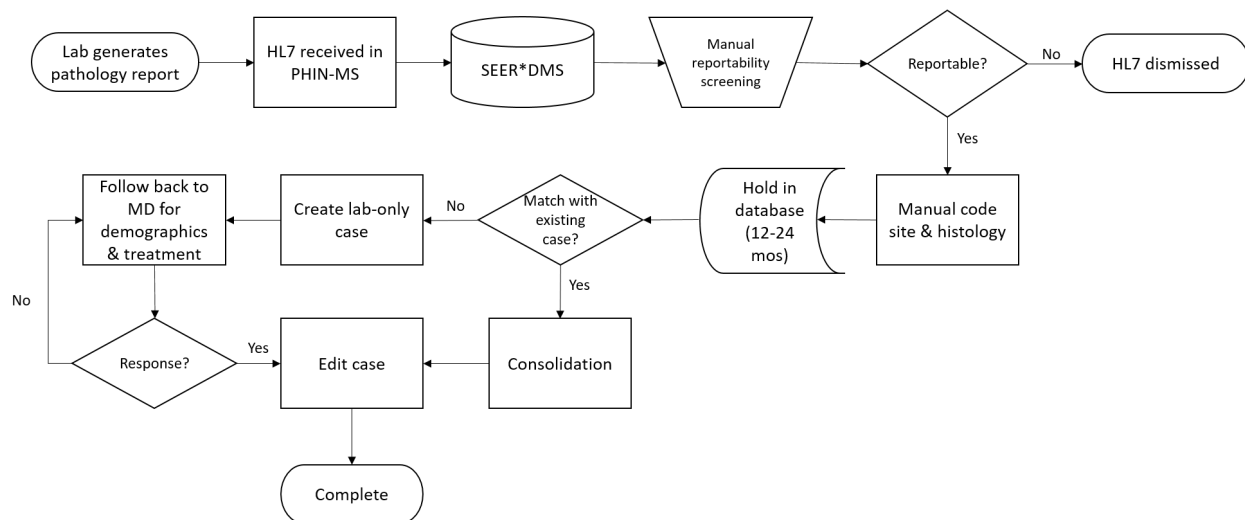 Lab generates
pathology report
HL7 received in
PHIN-MS
SEER*DMS
Manual
reportability
screening
Reportable?
No
HL7 dismissed
Yes
Follow back to
MD for
demographics
& treatment
Create lab-only
case
No
Match with
existing
case?
Hold in
database
(12-24
mos)
Manual code
site & histology
No
Yes
Response?
Yes
Edit case
Consolidation
Complete